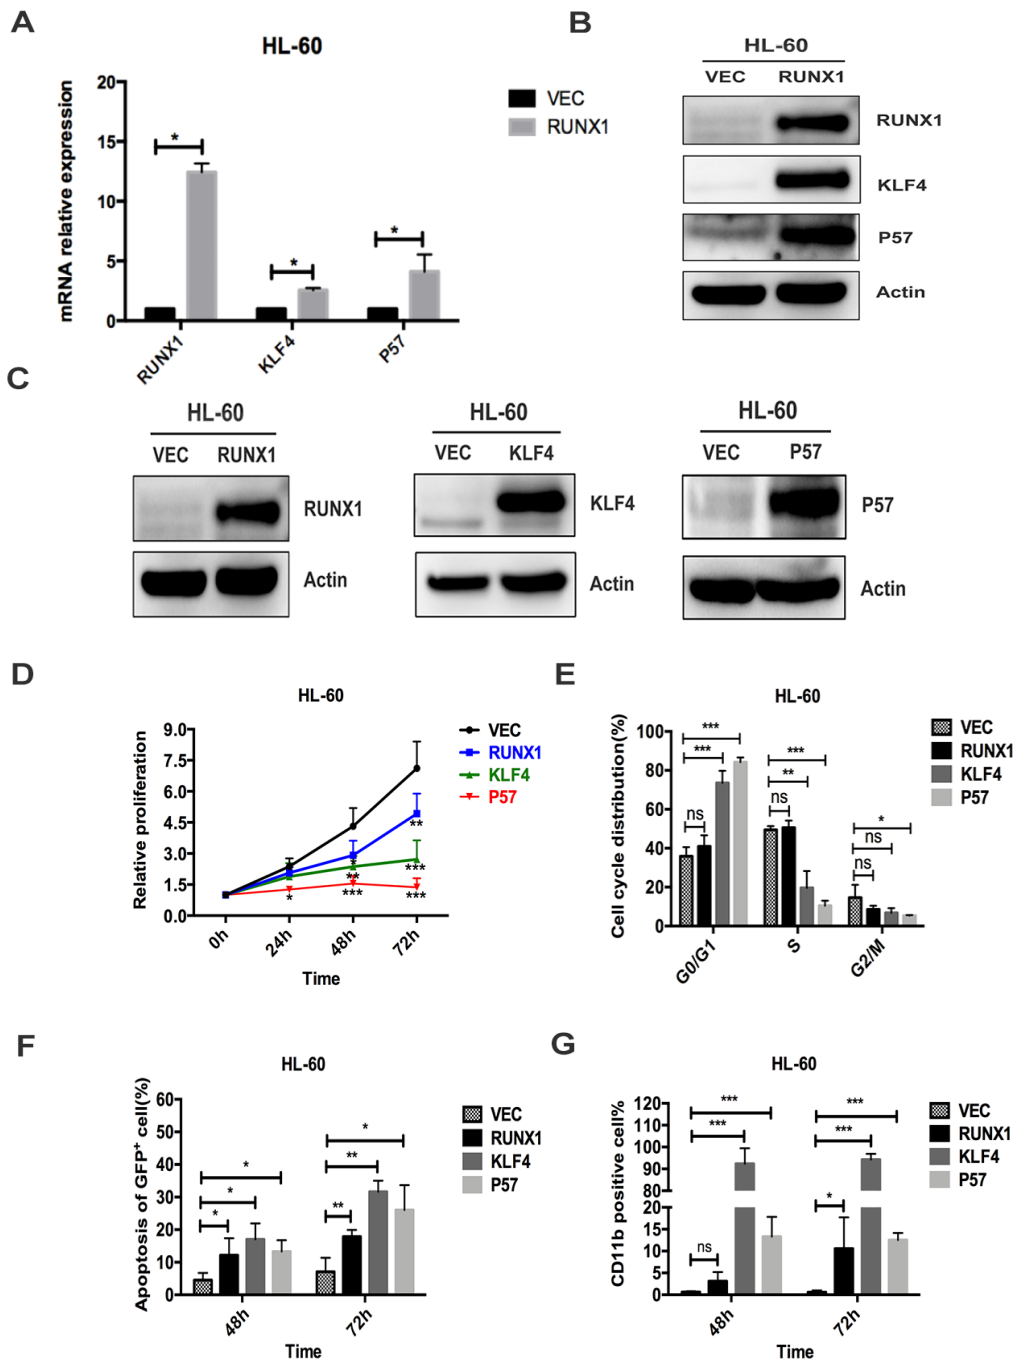 A
HL-60
mRNA relative expression
20
15
10
5
0
*
*
*
RUNX1
KLF4
P57
VEC
RUNX1
B
HL-60
VEC RUNX1
RUNX1
KLF4
P57
Actin
C
HL-60
VEC RUNX1
RUNX1
Actin
HL-60
VEC KLF4
KLF4
Actin
HL-60
VEC P57
P57
Actin
D
HL-60
Relative proliferation
9.0
7.5
6.0
4.5
3.0
1.5
0.0
**
*
***
**
*
***
***
0h
24h
48h
72h
Time
VEC
RUNX1
KLF4
P57
E
HL-60
Cell cycle distribution(%)
100
80
60
40
20
0
***
***
ns
***
**
ns
*
ns
ns
G0/G1
S
G2/M
VEC
RUNX1
KLF4
P57
F
HL-60
Apoptosis of GFP⁺ cell(%)
60
50
40
30
20
10
0
*
*
*
*
**
**
48h
72h
Time
VEC
RUNX1
KLF4
P57
G
HL-60
CD11b positive cell%
120
110
100
90
80
20
15
10
5
0
***
***
ns
***
***
*
48h
72h
Time
VEC
RUNX1
KLF4
P57